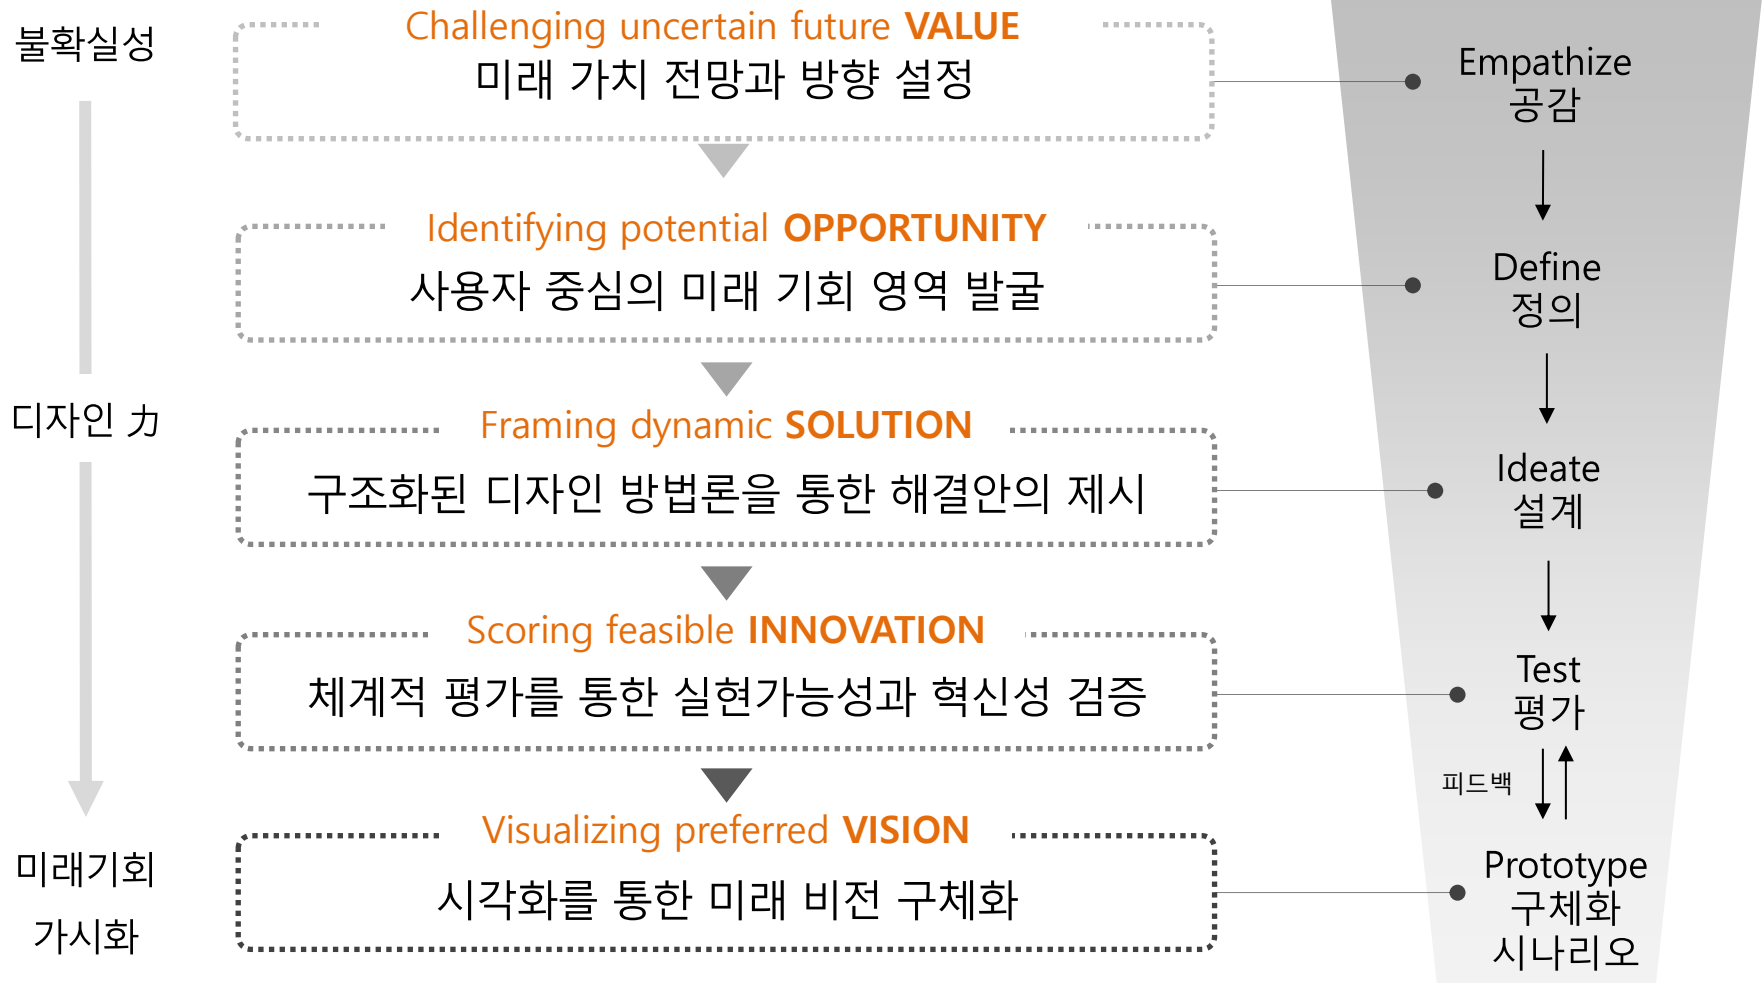 불확실성
디자인 力
미래기회
가시화
Challenging uncertain future VALUE
미래 가치 전망과 방향 설정
Identifying potential OPPORTUNITY
사용자 중심의 미래 기회 영역 발굴
Framing dynamic SOLUTION
구조화된 디자인 방법론을 통한 해결안의 제시
Scoring feasible INNOVATION
체계적 평가를 통한 실현가능성과 혁신성 검증
Visualizing preferred VISION
시각화를 통한 미래 비전 구체화
Empathize
공감
Define
정의
Ideate
설계
Test
평가
피드백
Prototype
구체화
시나리오